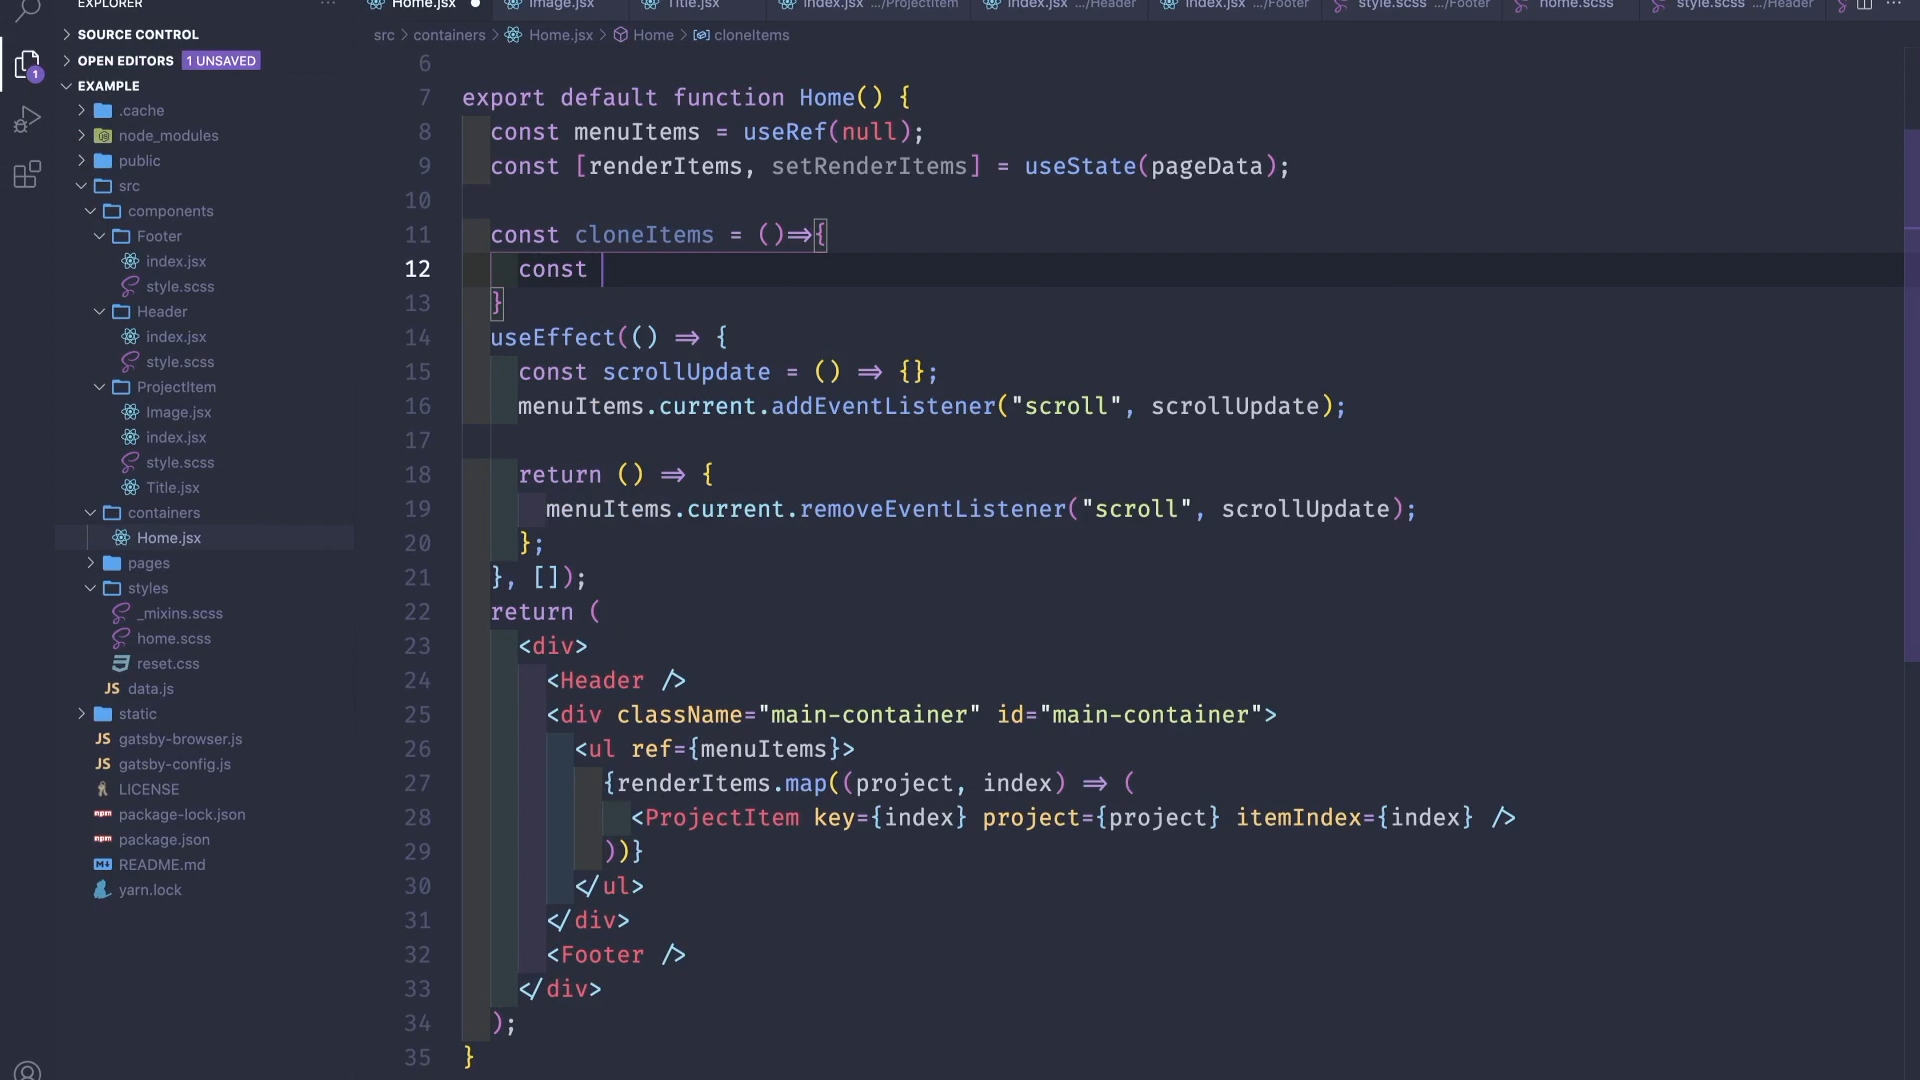 EXPLORER
SOURCE CONTROL
OPEN EDITORS 1 UNSAVED
EXAMPLE
.cache
node_modules
public
src
components
Footer
index.jsx
style.scss
Header
index.jsx
style.scss
ProjectItem
Image.jsx
index.jsx
style.scss
Title.jsx
containers
Home.jsx
pages
styles
_mixins.scss
home.scss
reset.css
JS data.js
static
JS gatsby-browser.js
JS gatsby-config.js
LICENSE
npm package-lock.json
npm package.json
README.md
yarn.lock
1
Home.jsx Image.jsx Title.jsx index.jsx .../ProjectItem index.jsx .../Header index.jsx .../Footer style.scss .../Footer home.scss style.scss .../Header
src > containers > Home.jsx > Home > cloneItems
6
7 export default function Home() {
8 const menuItems = useRef(null);
9 const [renderItems, setRenderItems] = useState(pageData);
10
11 const cloneItems = ()=>{
12 const
13 }
14 useEffect(() => {
15 const scrollUpdate = () => {};
16 menuItems.current.addEventListener("scroll", scrollUpdate);
17
18 return () => {
19 menuItems.current.removeEventListener("scroll", scrollUpdate);
20 };
21 }, []);
22 return (
23 <div>
24 <Header />
25 <div className="main-container" id="main-container">
26 <ul ref={menuItems}>
27 {renderItems.map((project, index) => (
28 <ProjectItem key={index} project={project} itemIndex={index} />
29 ))}
30 </ul>
31 </div>
32 <Footer />
33 </div>
34 );
35 }